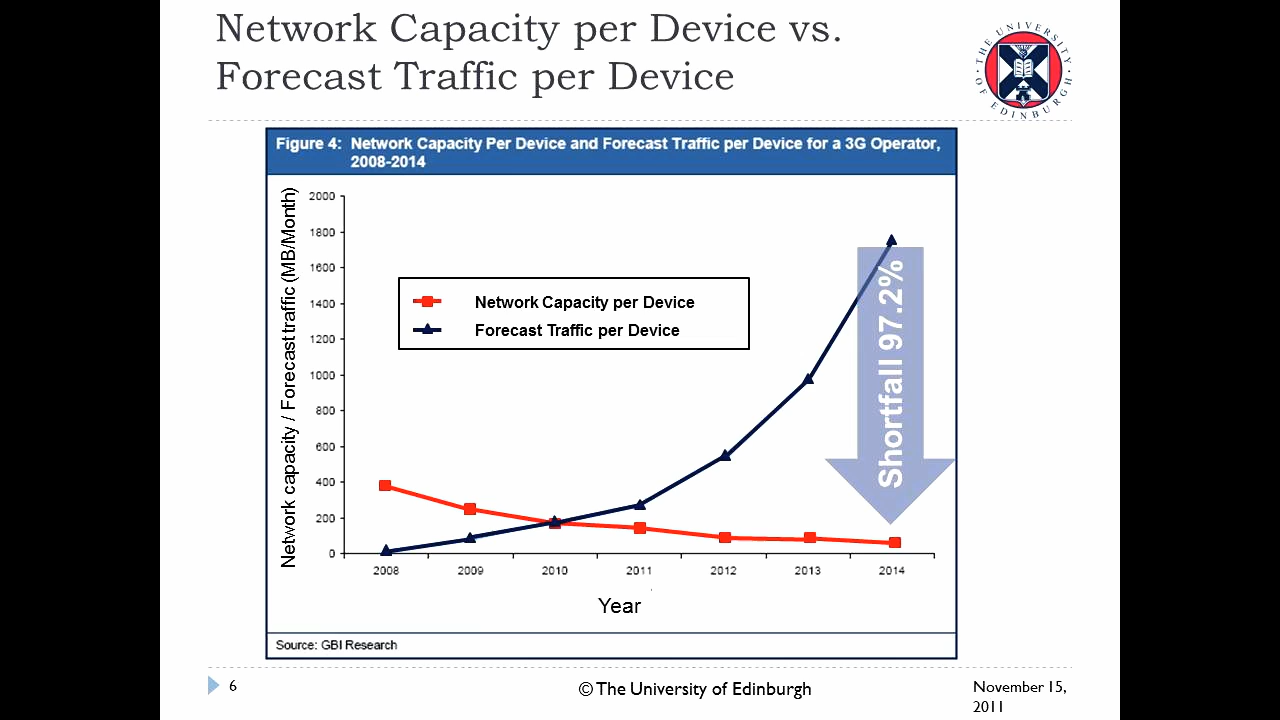 Network Capacity per Device vs.
Forecast Traffic per Device
THE UNIVERSITY OF EDINBURGH
Figure 4: Network Capacity Per Device and Forecast Traffic per Device for a 3G Operator,
2008-2014
Network capacity / Forecast traffic (MB/Month)
2000
1800
1600
1400
1200
1000
800
600
400
200
0
Network Capacity per Device
Forecast Traffic per Device
Shortfall 97.2%
2008 2009 2010 2011 2012 2013 2014
Year
Source: GBI Research
6
© The University of Edinburgh
November 15,
2011